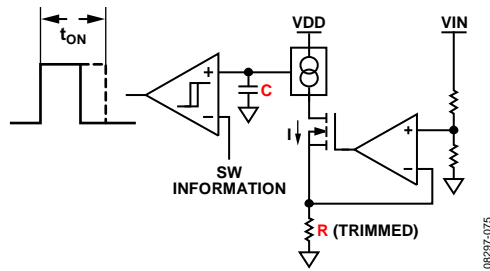 tON
VDD
VIN
C
I
SW
INFORMATION
R (TRIMMED)
08297-075
+
−
+
−